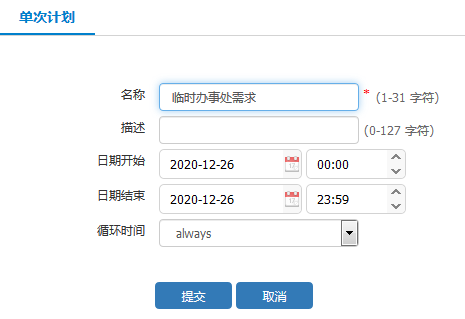 单次计划
名称 临时办事处需求 * (1-31 字符)
描述 (0-127 字符)
日期开始 2020-12-26 00:00
日期结束 2020-12-26 23:59
循环时间 always
提交 取消